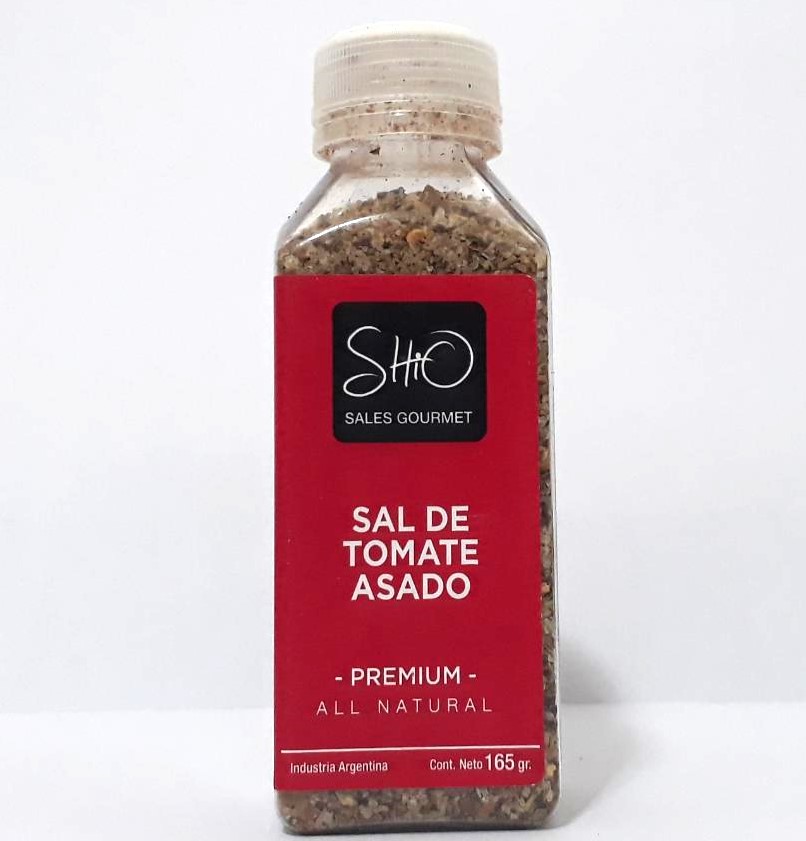 SHiO
SALES GOURMET
SAL DE
TOMATE
ASADO
- PREMIUM -
ALL NATURAL
Industria Argentina Cont. Neto 165 gr.